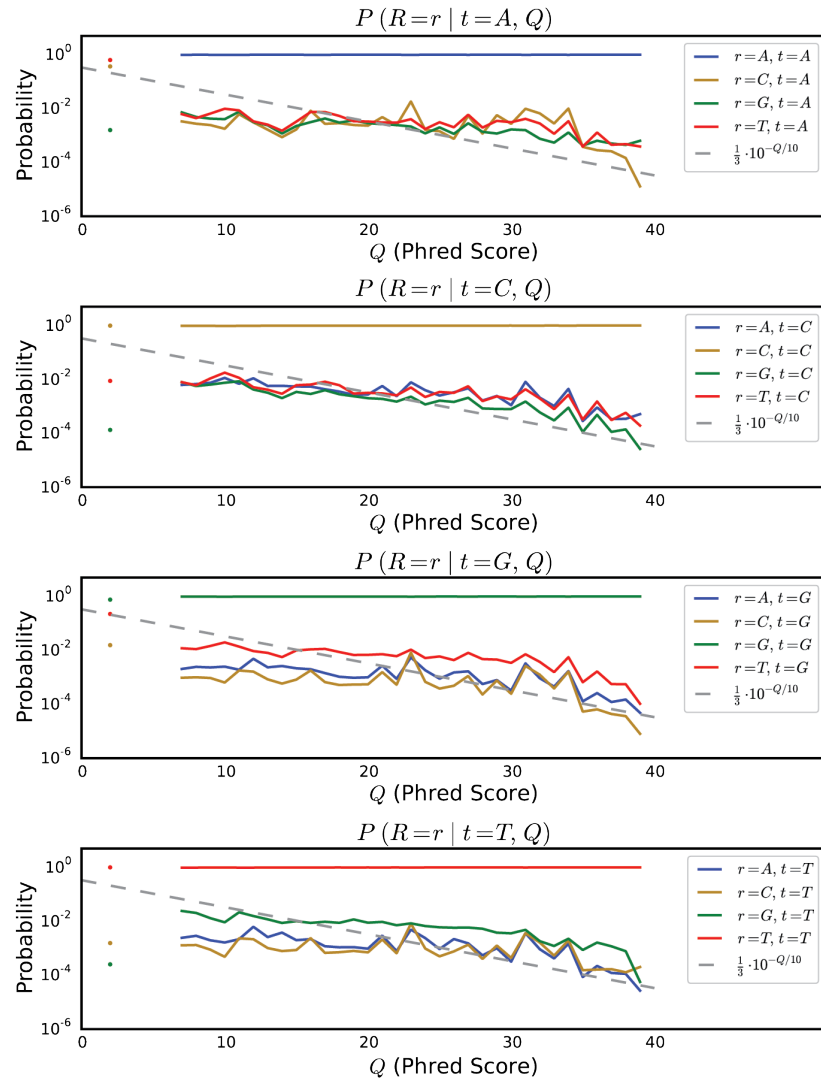 P (R=r | t=A, Q)
10^0
10^-2
10^-4
10^-6
Probability
0 10 20 30 40
Q (Phred Score)
r=A, t=A
r=C, t=A
r=G, t=A
r=T, t=A
1/3 ·10^-Q/10
P (R=r | t=C, Q)
10^0
10^-2
10^-4
10^-6
Probability
0 10 20 30 40
Q (Phred Score)
r=A, t=C
r=C, t=C
r=G, t=C
r=T, t=C
1/3 ·10^-Q/10
P (R=r | t=G, Q)
10^0
10^-2
10^-4
10^-6
Probability
0 10 20 30 40
Q (Phred Score)
r=A, t=G
r=C, t=G
r=G, t=G
r=T, t=G
1/3 ·10^-Q/10
P (R=r | t=T, Q)
10^0
10^-2
10^-4
10^-6
Probability
0 10 20 30 40
Q (Phred Score)
r=A, t=T
r=C, t=T
r=G, t=T
r=T, t=T
1/3 ·10^-Q/10